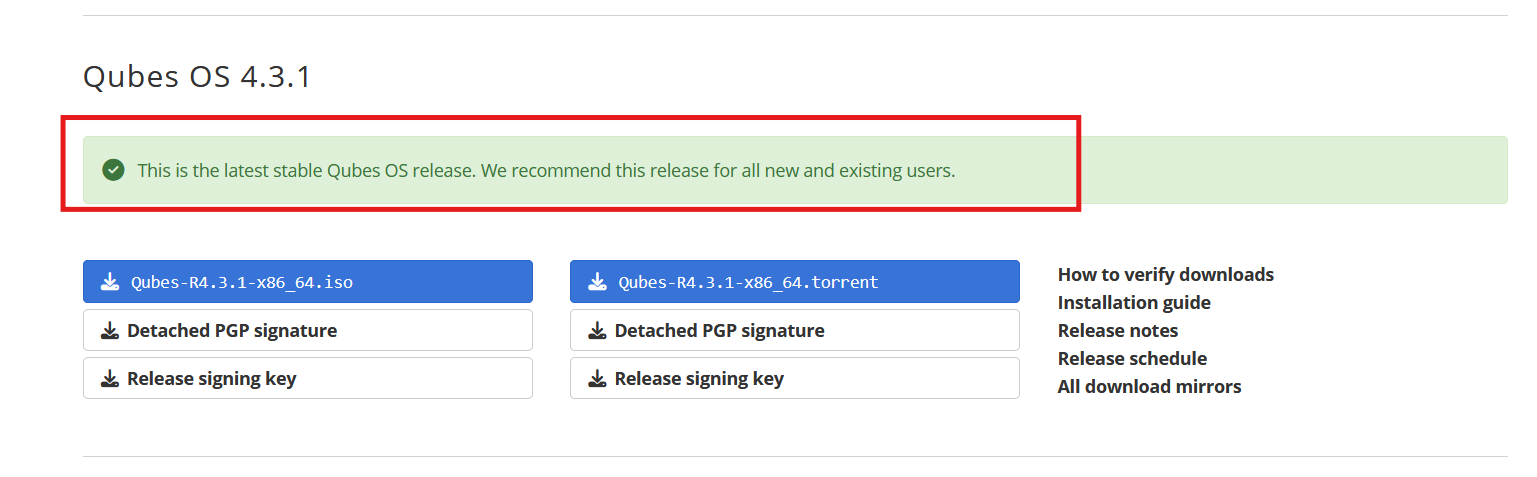 Qubes OS 4.3.1
This is the latest stable Qubes OS release. We recommend this release for all new and existing users.
Qubes-R4.3.1-x86_64.iso
Detached PGP signature
Release signing key
Qubes-R4.3.1-x86_64.torrent
Detached PGP signature
Release signing key
How to verify downloads
Installation guide
Release notes
Release schedule
All download mirrors